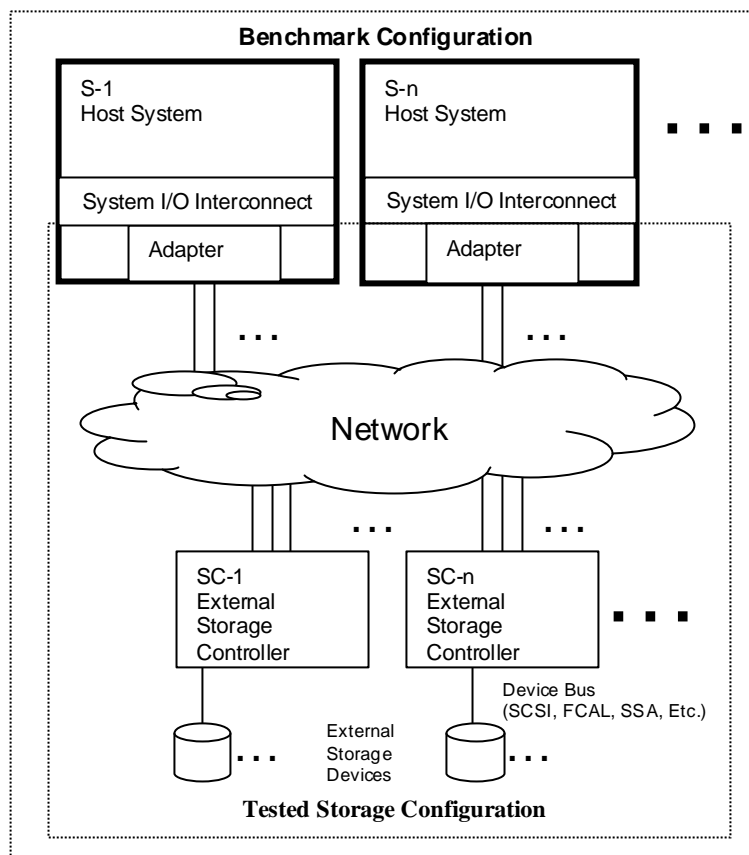 Benchmark Configuration
S-1
Host System
System I/O Interconnect
Adapter
S-n
Host System
System I/O Interconnect
Adapter
. . .
. . .
. . .
Network
. . .
. . .
SC-1
External
Storage
Controller
SC-n
External
Storage
Controller
. . .
Device Bus
(SCSI, FCAL, SSA, Etc.)
. . .
External
Storage
Devices
. . .
Tested Storage Configuration